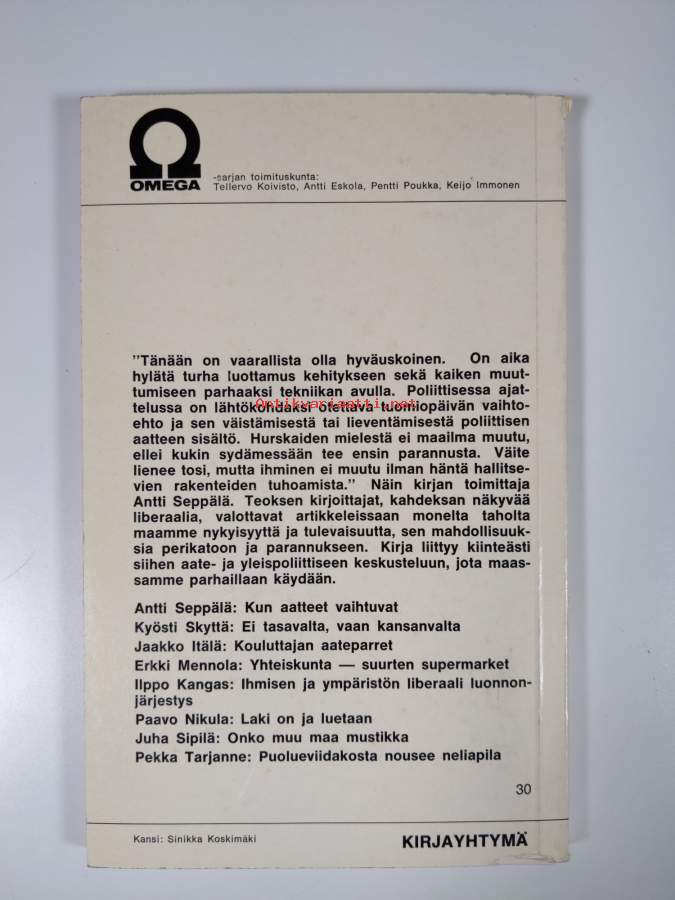 OMEGA
-sarjan toimituskunta:
Tellervo Koivisto, Antti Eskola, Pentti Poukka, Keijo Immonen
"Tänään on vaarallista olla hyväuskoinen. On aika
hylätä turha luottamus kehitykseen sekä kaiken muut-
tumiseen parhaaksi tekniikan avulla. Poliittisessa ajat-
telussa on lähtökohdaksi otettava tuomiopäivän vaihto-
Antikvariaatti.net
ehto ja sen väistämisestä tai lieventämisestä poliittisen
aatteen sisältö. Hurskaiden mielestä ei maailma muutu,
ellei kukin sydämessään tee ensin parannusta. Väite
lienee tosi, mutta ihminen ei muutu ilman häntä hallitse-
vien rakenteiden tuhoamista." Näin kirjan toimittaja
Antti Seppälä. Teoksen kirjoittajat, kahdeksan näkyvää
liberaalia, valottavat artikkeleissaan monelta taholta
maamme nykyisyyttä ja tulevaisuutta, sen mahdollisuuk-
sia perikatoon ja parannukseen. Kirja liittyy kiinteästi
siihen aate- ja yleispoliittiseen keskusteluun, jota maas-
samme parhaillaan käydään.
Antti Seppälä: Kun aatteet vaihtuvat
Kyösti Skyttä: Ei tasavalta, vaan kansanvalta
Jaakko Itälä: Kouluttajan aateparret
Erkki Mennola: Yhteiskunta — suurten supermarket
Ilppo Kangas: Ihmisen ja ympäristön liberaali luonnon-
järjestys
Paavo Nikula: Laki on ja luetaan
Juha Sipilä: Onko muu maa mustikka
Pekka Tarjanne: Puolueviidakosta nousee neliapila
30
Kansi: Sinikka Koskimäki
KIRJAYHTYMÄ